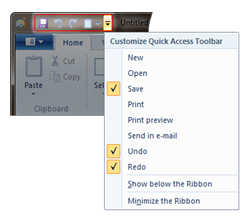 Untitled
Home
Customize Quick Access Toolbar
New
Open
Save
Print
Print preview
Send in e-mail
Undo
Redo
Show below the Ribbon
Minimize the Ribbon
Paste
Cut
Copy
Clipboard